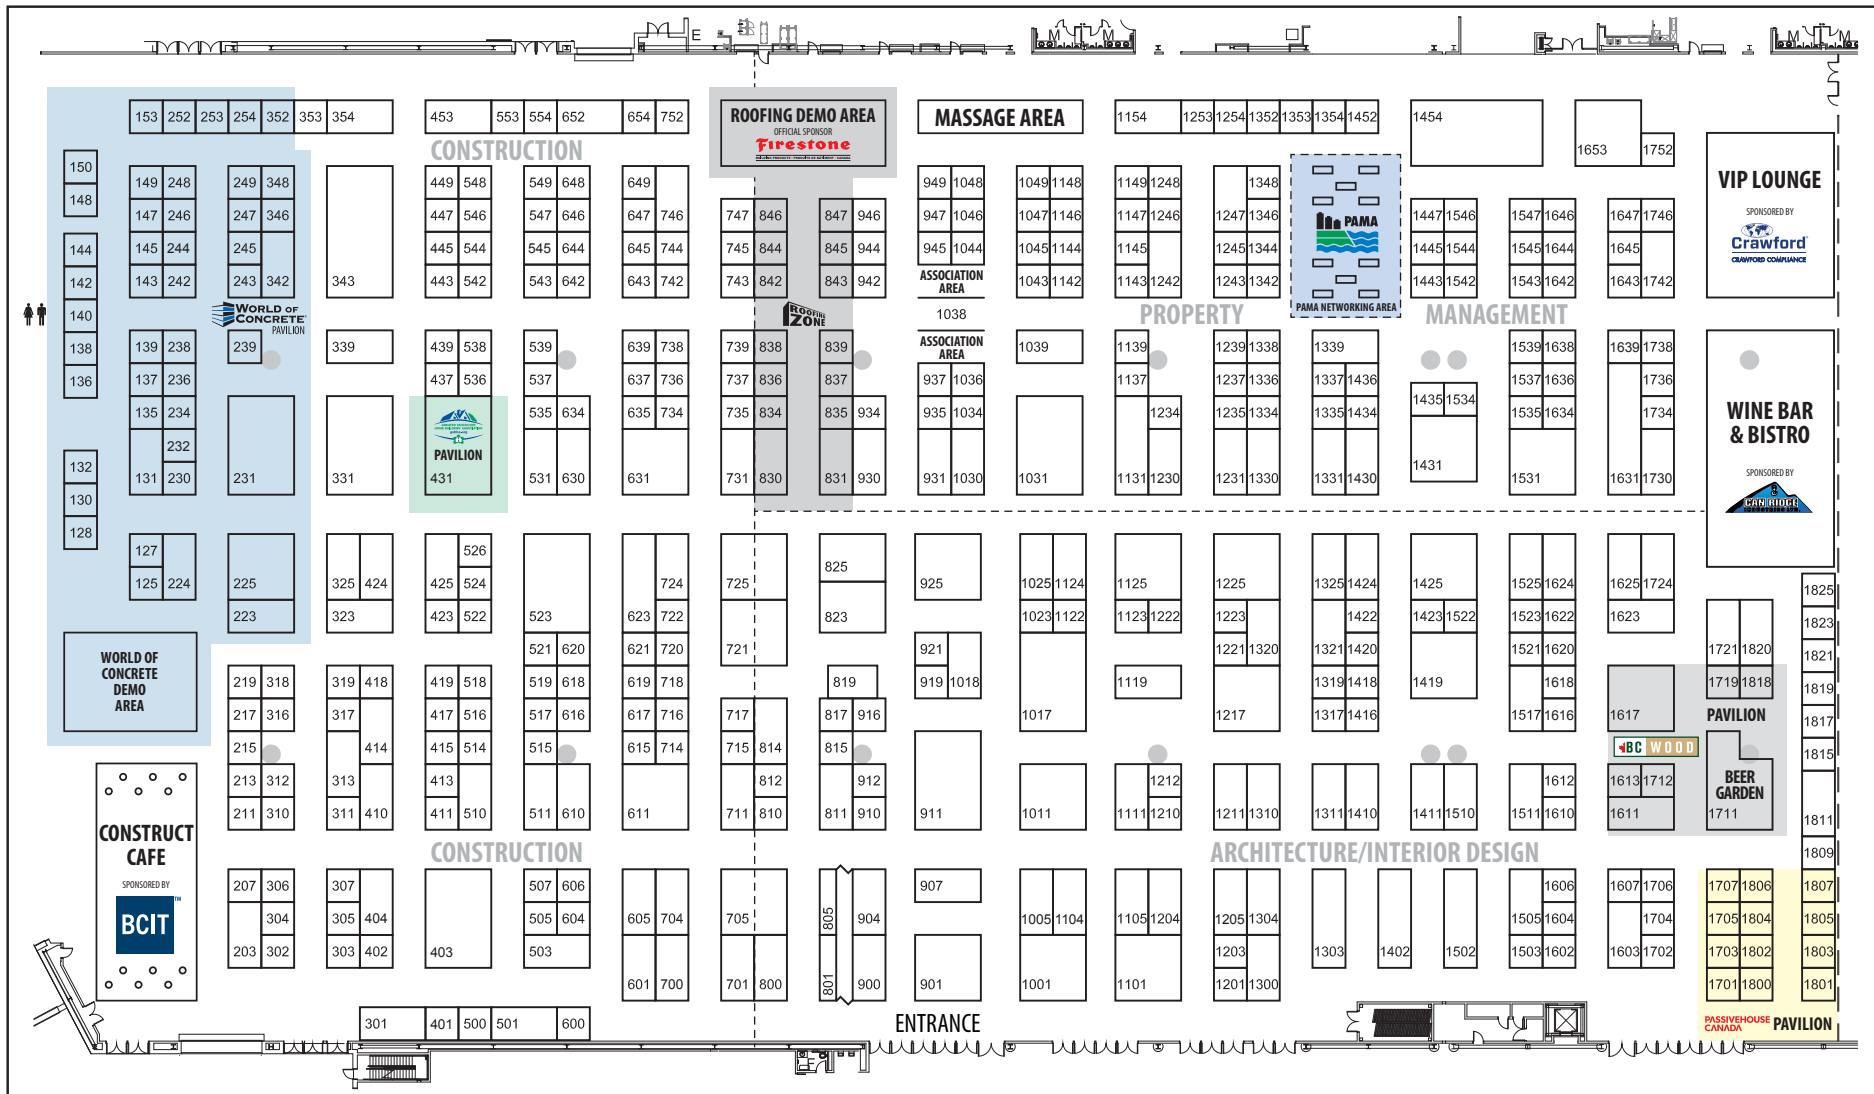 E
M M
M M
153 252 253 254 352 353 354
453 553 554 652 654 752
ROOFING DEMO AREA
OFFICIAL SPONSOR
Firestone
MASSAGE AREA
1154 1253 1254 1352 1353 1354 1452
1454
1653 1752
CONSTRUCTION
150
148
149 248 249 348
449 548 549 648 649
949 1048 1049 1148 1149 1248 1348
VIP LOUNGE
SPONSORED BY
Crawford
CRAWFORD COMPLIANCE
147 246 247 346
447 546 547 646 647 746 747 846 847 946
947 1046 1047 1146 1147 1246 1247 1346
PAMA
1447 1546 1547 1646 1647 1746
144 145 244 245
445 544 545 644 645 744 745 844 845 944
945 1044 1045 1144 1145 1245 1344
1445 1544 1545 1644 1645
142 143 242 243 342 343
443 542 543 642 643 742 743 842 843 942
ASSOCIATION
AREA
1043 1142 1143 1242 1243 1342
1443 1542 1543 1642 1643 1742
140
WORLD OF
CONCRETE
PAVILION
ROOFING
ZONE
1038
PROPERTY
PAMA NETWORKING AREA
MANAGEMENT
138 139 238 239 339
439 538 539 639 738 739 838 839
ASSOCIATION
AREA
1039 1139 1239 1338 1339
1539 1638 1639 1738
136 137 236
437 536 537 637 736 737 836 837
937 1036 1137 1237 1336 1337 1436
1537 1636 1736
135 234
535 634 635 734 735 834 835 934
935 1034 1234 1235 1334 1335 1434
1435 1534 1535 1634 1734
WINE BAR
& BISTRO
SPONSORED BY
CAN RIDGE
232
PAVILION
132
131 230 231 331 431
531 630 631 731 830 831 930
931 1030 1031 1131 1230 1231 1330 1331 1430
1431 1531 1631 1730
130
128
127 526
125 224 225 325 424 425 524
724 725 825 925
1025 1124 1125 1225 1325 1424 1425 1525 1624 1625 1724
1825
223 323 423 522 523 623 722 823
1023 1122 1123 1222 1223 1422 1423 1522 1523 1622 1623
1823
WORLD OF
CONCRETE
DEMO
AREA
521 620 621 720 721 921
1221 1320 1321 1420 1521 1620 1721 1820
1821
219 318 319 418 419 518 519 618 619 718 819 919 1018
1119 1319 1418 1419 1618 1719 1818
1819
217 316 317 417 516 517 616 617 716 717 817 916
1017 1217 1317 1416 1517 1616 1617
PAVILION
1817
215 414 415 514 515 615 714 715 814 815
BC WOOD
1815
213 312 313 413 812 912 1212 1612 1613 1712
BEER
GARDEN
211 310 311 410 411 510 511 610 611 711 810 811 910 911
1011 1111 1210 1211 1310 1311 1410 1411 1510 1511 1610 1611 1711
1811
CONSTRUCT
CAFE
SPONSORED BY
BCIT
TM
CONSTRUCTION
ARCHITECTURE/INTERIOR DESIGN
1809
207 306 307 507 606 907 1606 1607 1706 1707 1806 1807
304 305 404 505 604 605 704 705 805 904
1005 1104 1105 1204 1205 1304 1505 1604 1704 1705 1804 1805
203 302 303 402 403 503
1203 1303 1402 1502 1503 1602 1603 1702 1703 1802 1803
601 700 701 800 801 900 901
1001 1101 1201 1300 1701 1800 1801
301 401 500 501 600
ENTRANCE
PASSIVEHOUSE
CANADA
PAVILION